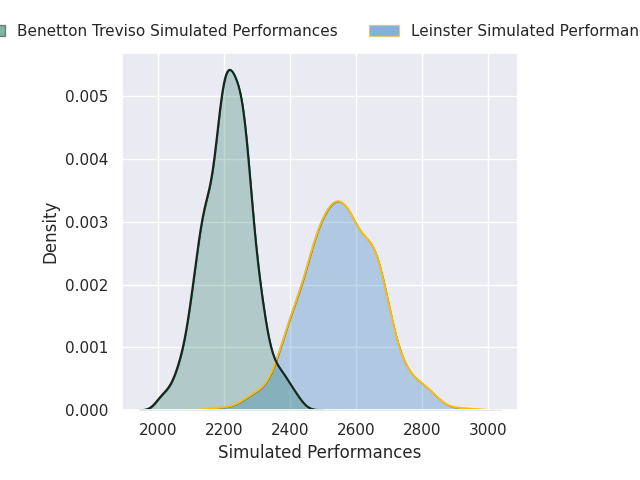 Benetton Treviso Simulated Performances Leinster Simulated
0.005
0.004
0.003
0.002
0.001
0.000
Density
2000 2200 2400 2600 2800 3000
Simulated Performances